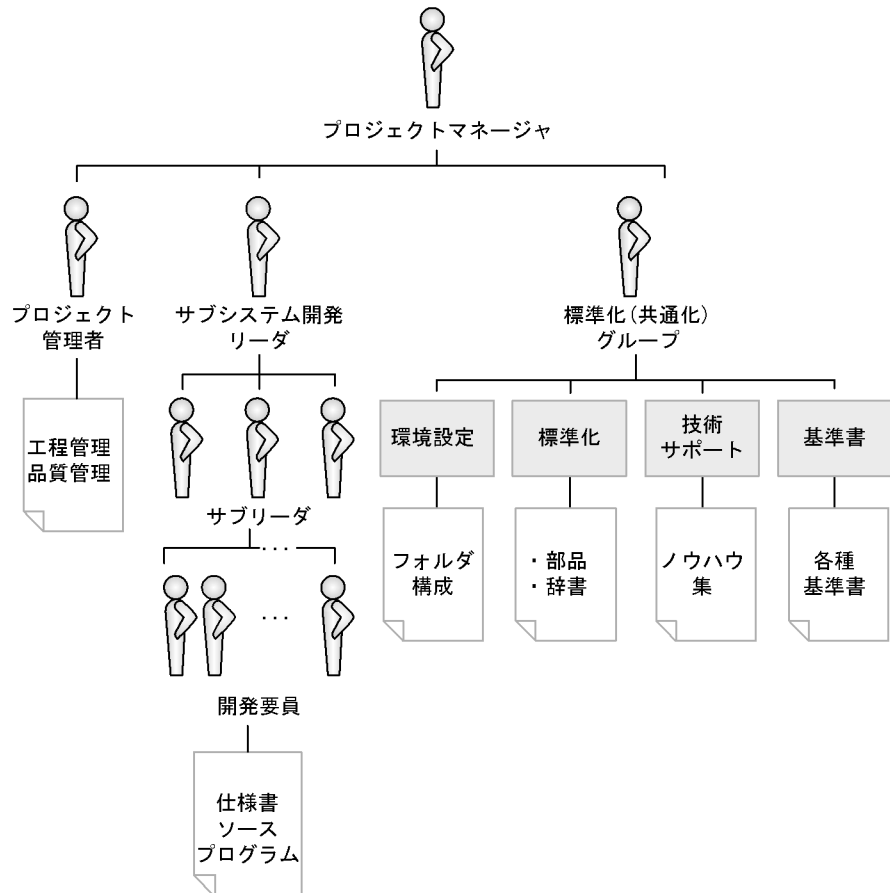 プロジェクトマネージャ
プロジェクト
管理者
サブシステム開発
リーダ
標準化(共通化)
グループ
工程管理
品質管理
サブリーダ
・・・
・・・
開発要員
仕様書
ソース
プログラム
環境設定
標準化
技術
サポート
基準書
フォルダ
構成
・部品
・辞書
ノウハウ
集
各種
基準書